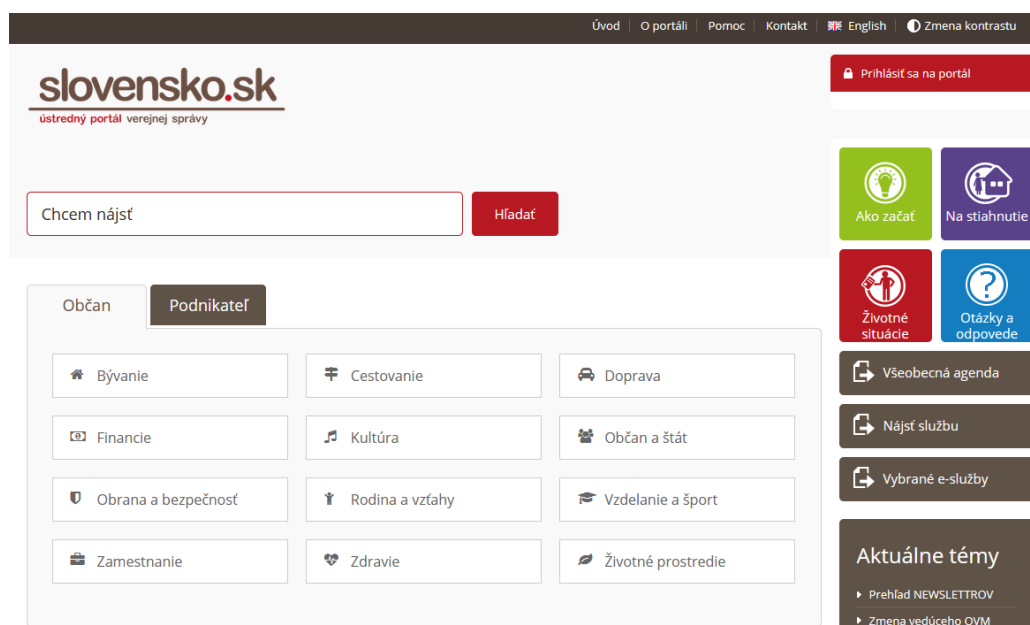 Úvod
O portáli
Pomoc
Kontakt
English
Zmena kontrastu
slovensko.sk
ústredný portál verejnej správy
Prihlásiť sa na portál
Chcem nájsť
Hľadať
Ako začať
Na stiahnutie
Životné
situácie
Otázky a
odpovede
Občan
Podnikateľ
Bývanie
Cestovanie
Doprava
Financie
Kultúra
Občan a štát
Obrana a bezpečnosť
Rodina a vzťahy
Vzdelanie a šport
Zamestnanie
Zdravie
Životné prostredie
Všeobecná agenda
Nájsť službu
Vybrané e-služby
Aktuálne témy
Prehľad NEWSLETTROV
Zmena vedúceho OVM